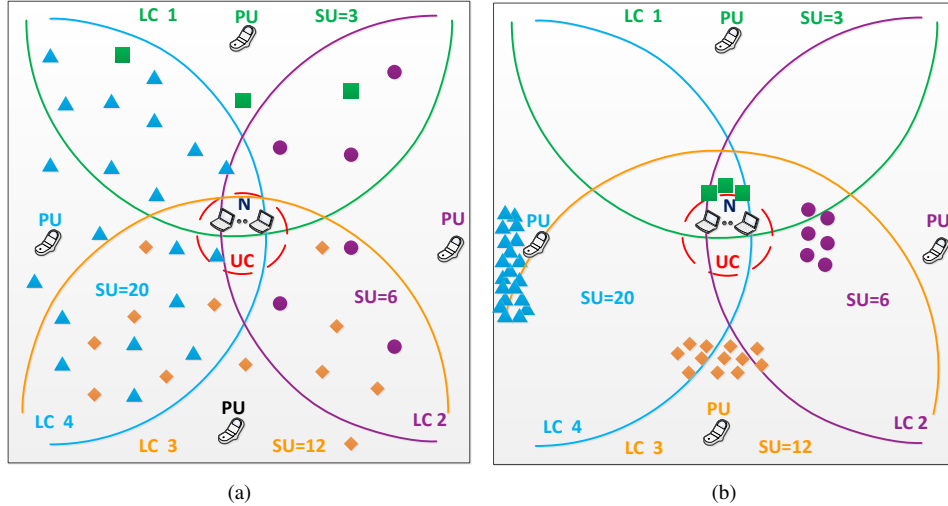 LC 1
PU
SU=3
N
PU
PU
UC
SU=20
SU=6
PU
LC 4
LC 2
LC 3
SU=12
(a)
LC 1
PU
SU=3
N
PU
PU
UC
SU=20
SU=6
PU
LC 4
LC 2
LC 3
SU=12
(b)